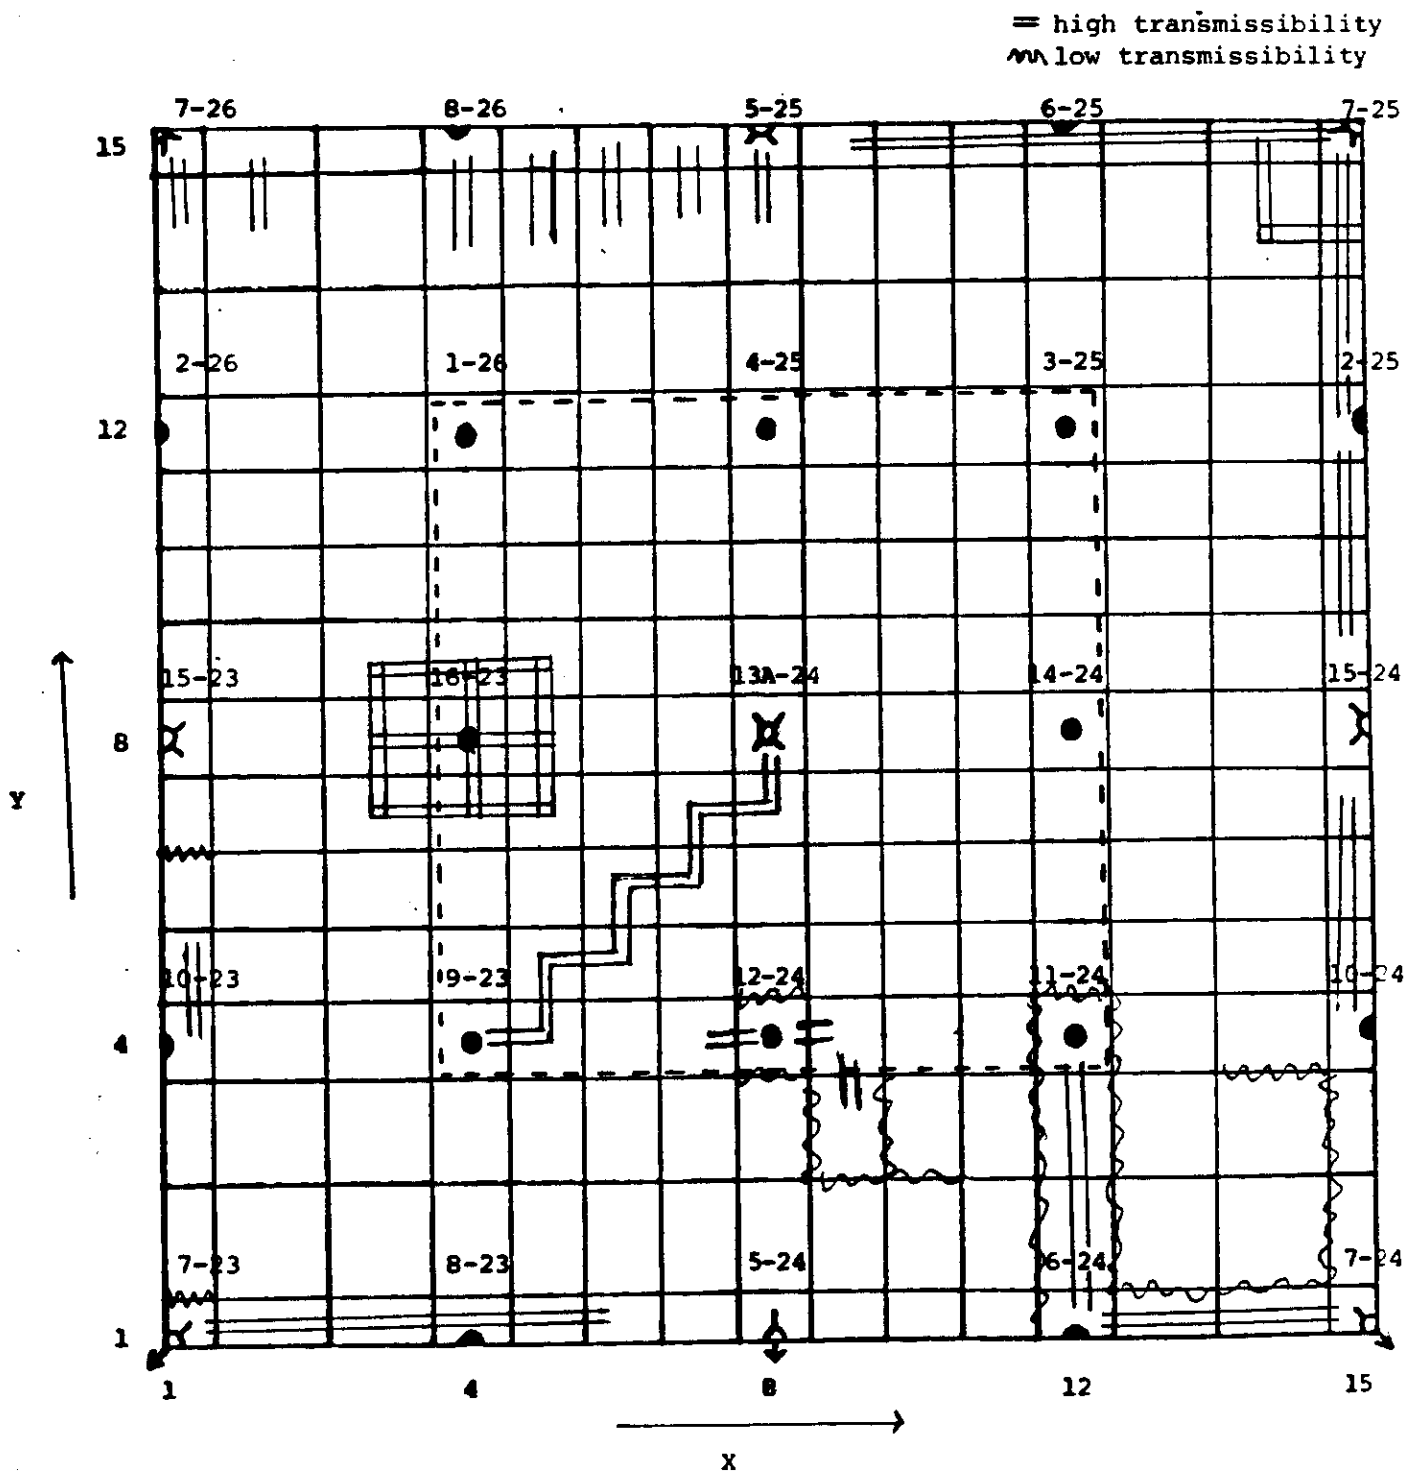 = high transmissibility
low transmissibility
7-26 8-26 5-25 6-25 7-25
15
2-26 1-26 4-25 3-25 2-25
12
15-23 16-23 13A-24 14-24 15-24
8
Y
10-23 9-23 12-24 11-24 10-24
4
7-23 8-23 5-24 6-24 7-24
1
1 4 8 12 15
X